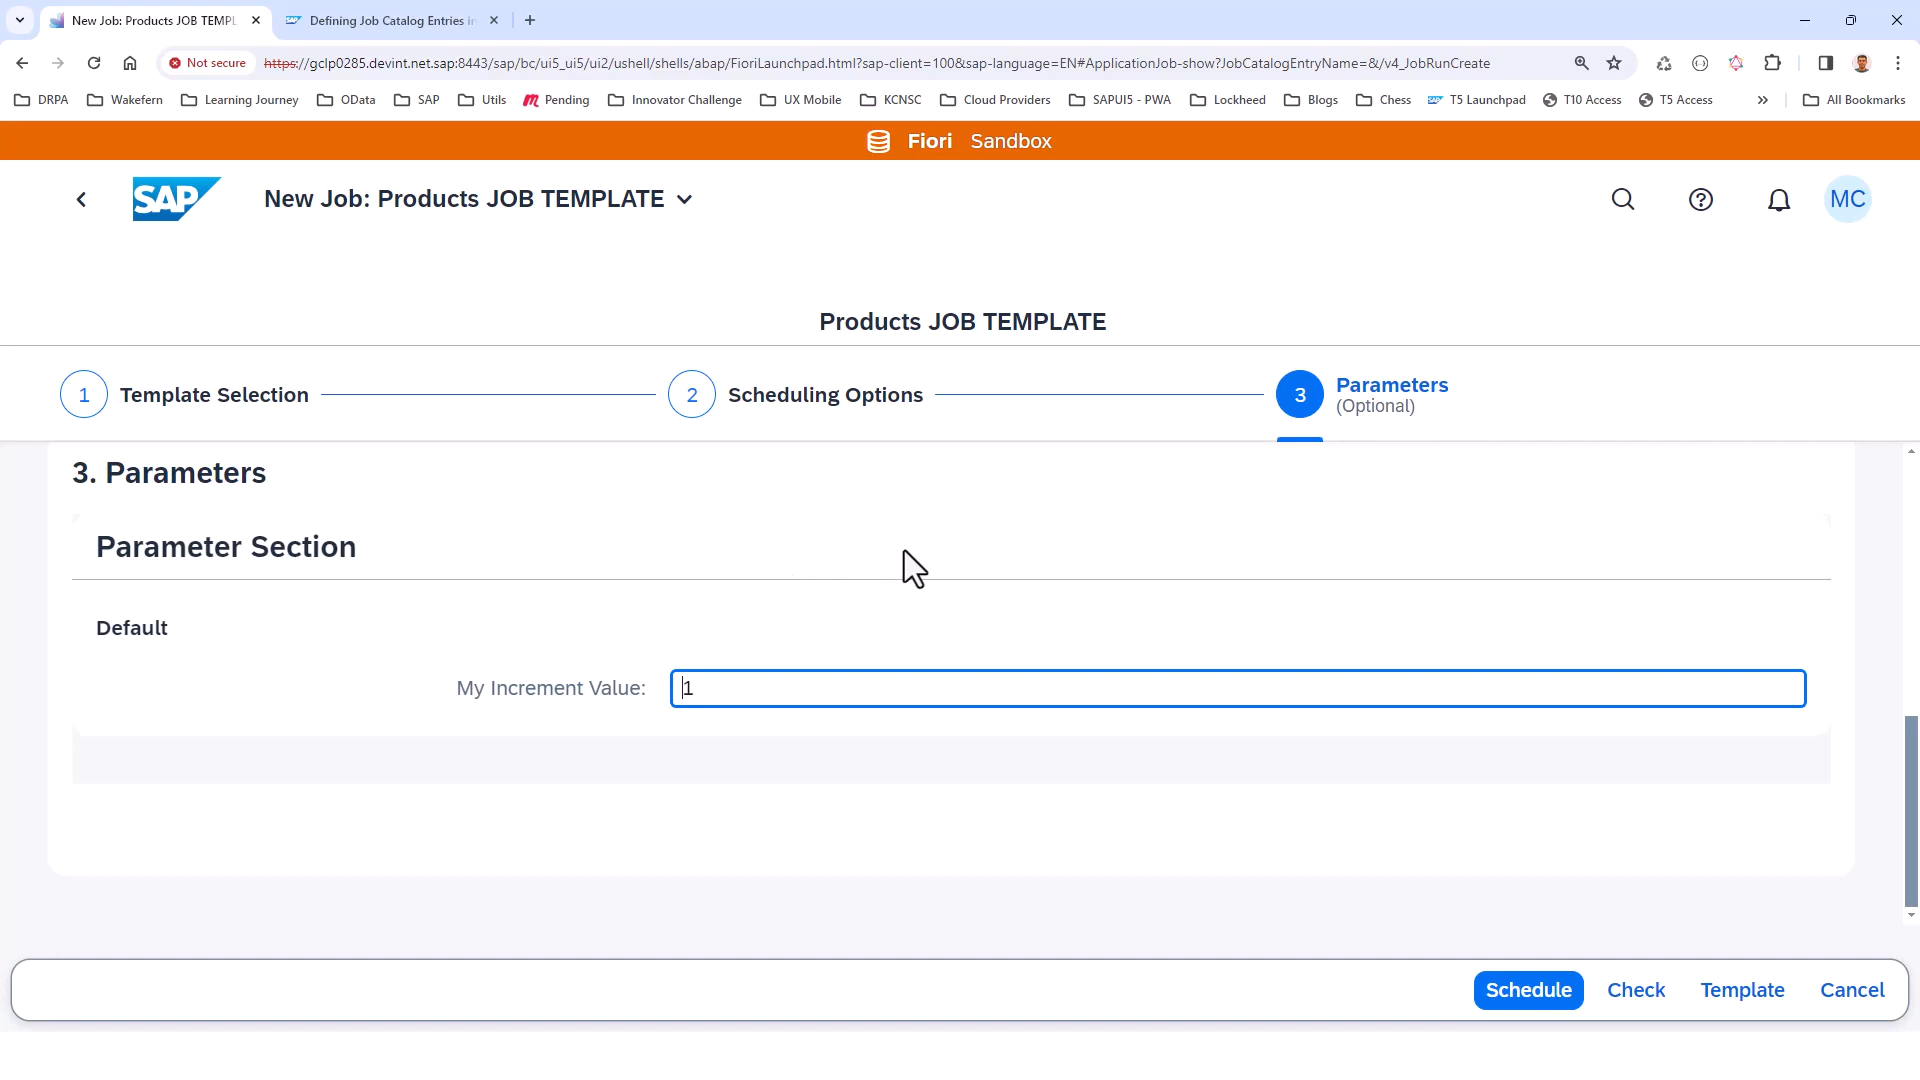 New Job: Products JOB TEMPL
Defining Job Catalog Entries i
Not secure
https://gclp0285.devint.net.sap:8443/sap/bc/ui5_ui5/ui2/ushell/shells/abap/FioriLaunchpad.html?sap-client=100&sap-language=EN#ApplicationJob-show?JobCatalogEntryName=&/v4_JobRunCreate
DRPA Wakefern Learning Journey OData SAP Utils Pending Innovator Challenge UX Mobile KCNSC Cloud Providers SAPUI5 - PWA Lockheed Blogs Chess T5 Launchpad T10 Access T5 Access » All Bookmarks
Fiori Sandbox
SAP New Job: Products JOB TEMPLATE MC
Products JOB TEMPLATE
1 Template Selection
2 Scheduling Options
3 Parameters
(Optional)
3. Parameters
Parameter Section
Default
My Increment Value: 1
Schedule Check Template Cancel